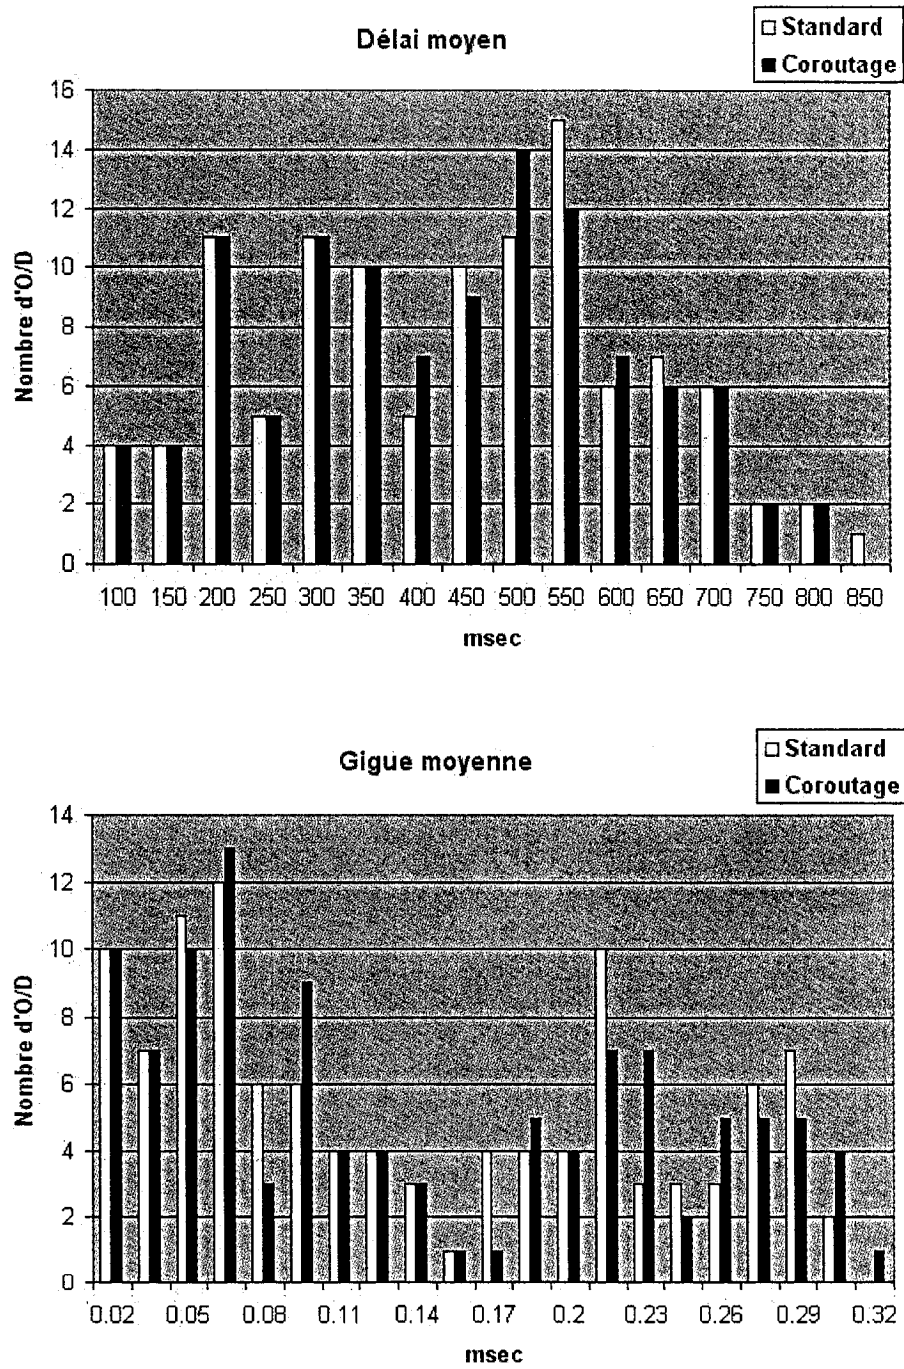 Délai moyen
Standard
Coroutage
Nombre d'O/D
16
14
12
10
8
6
4
2
0
100 150 200 250 300 350 400 450 500 550 600 650 700 750 800 850
msec
Gigue moyenne
Standard
Coroutage
Nombre d'O/D
14
12
10
8
6
4
2
0
0.02 0.05 0.08 0.11 0.14 0.17 0.2 0.23 0.26 0.29 0.32
msec